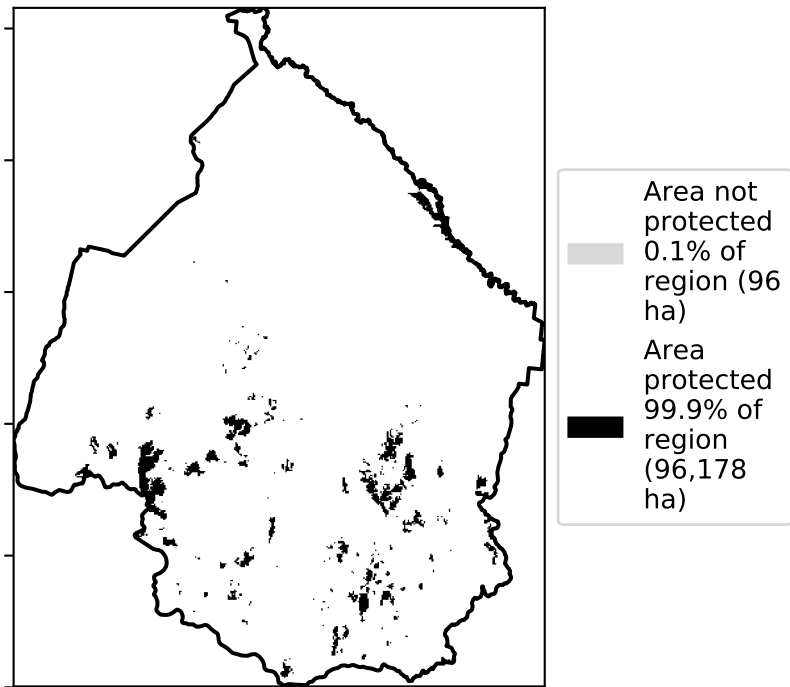 Area not
protected
0.1% of
region (96
ha)
Area
protected
99.9% of
region
(96,178
ha)